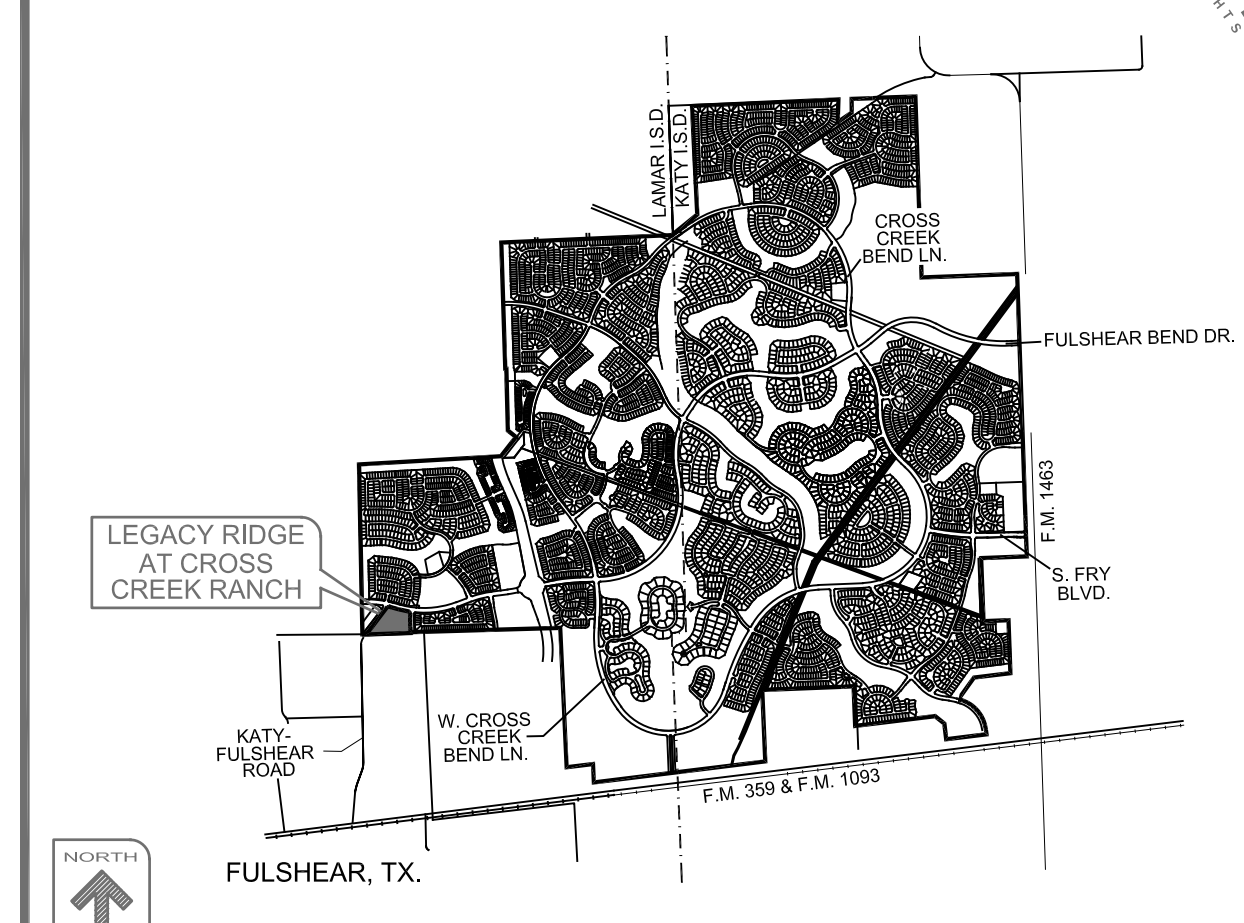 HTS
LAMAR I.S.D.
KATY I.S.D.
CROSS
CREEK
BEND LN.
FULSHEAR BEND DR.
F.M. 1463
LEGACY RIDGE
AT CROSS
CREEK RANCH
S. FRY
BLVD.
W. CROSS
CREEK
BEND LN.
KATY-
FULSHEAR
ROAD
F.M. 359 & F.M. 1093
NORTH
FULSHEAR, TX.